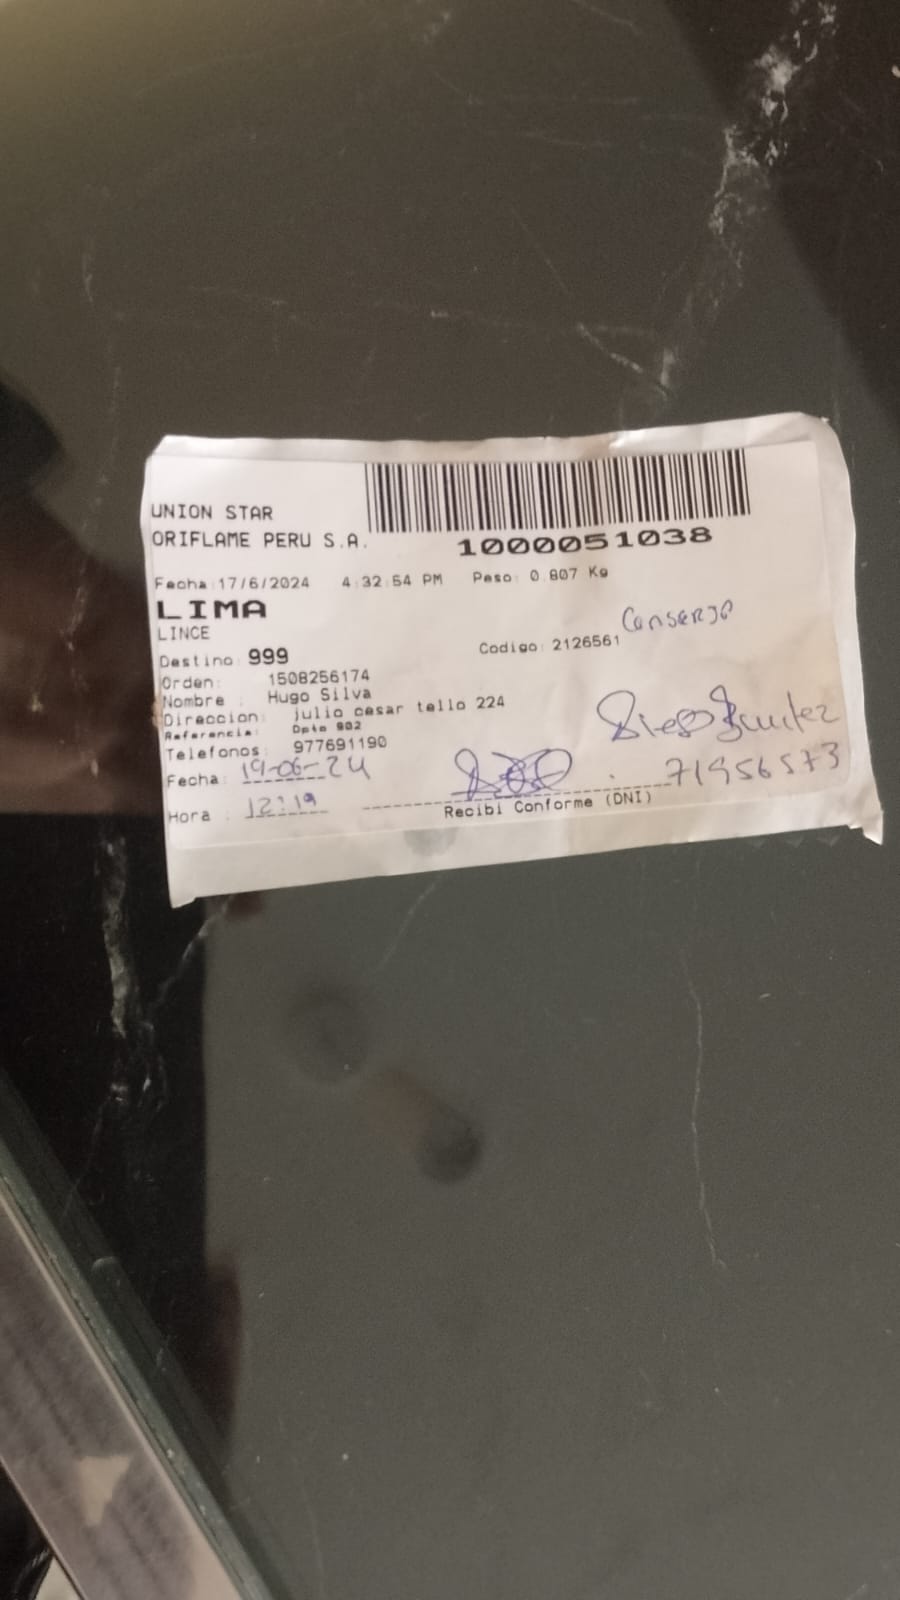 UNION STAR
ORIFLAME PERU S.A.
1000051038
Fecha:17/6/2024 4:32:54 PM Peso: 0.807 Kg
LIMA
LINCE
Conserje
Destino: 999 Codigo: 2126561
Orden: 1508256174
Nombre : Hugo Silva
Direccion: julio cesar tello 224
Referencia: Dpto 902
Telefonos: 977691190
Fecha: 19-06-24
Hora : 12:19
71956573
Recibi Conforme (DNI)